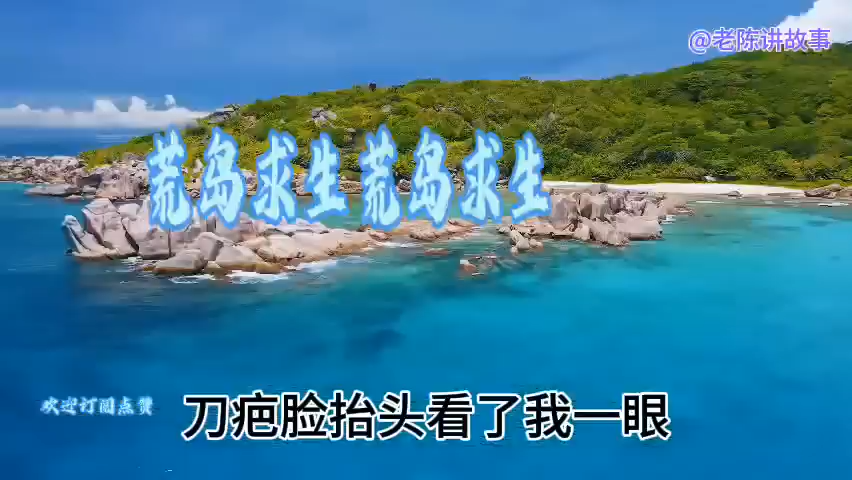 @老陈讲故事
荒岛求生 荒岛求生
欢迎订阅点赞
刀疤脸抬头看了我一眼